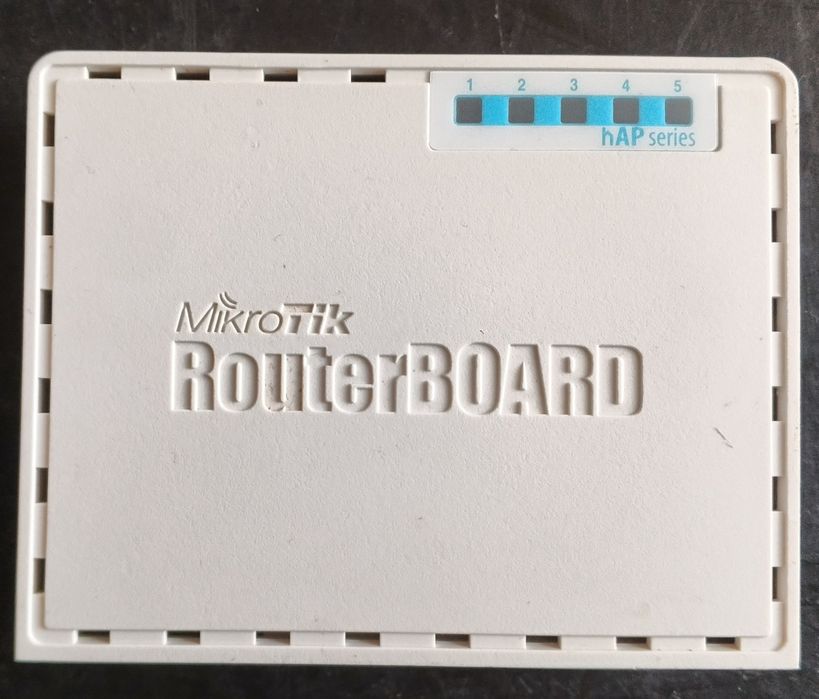 1 2 3 4 5
hAP series
MikroTik
RouterBOARD